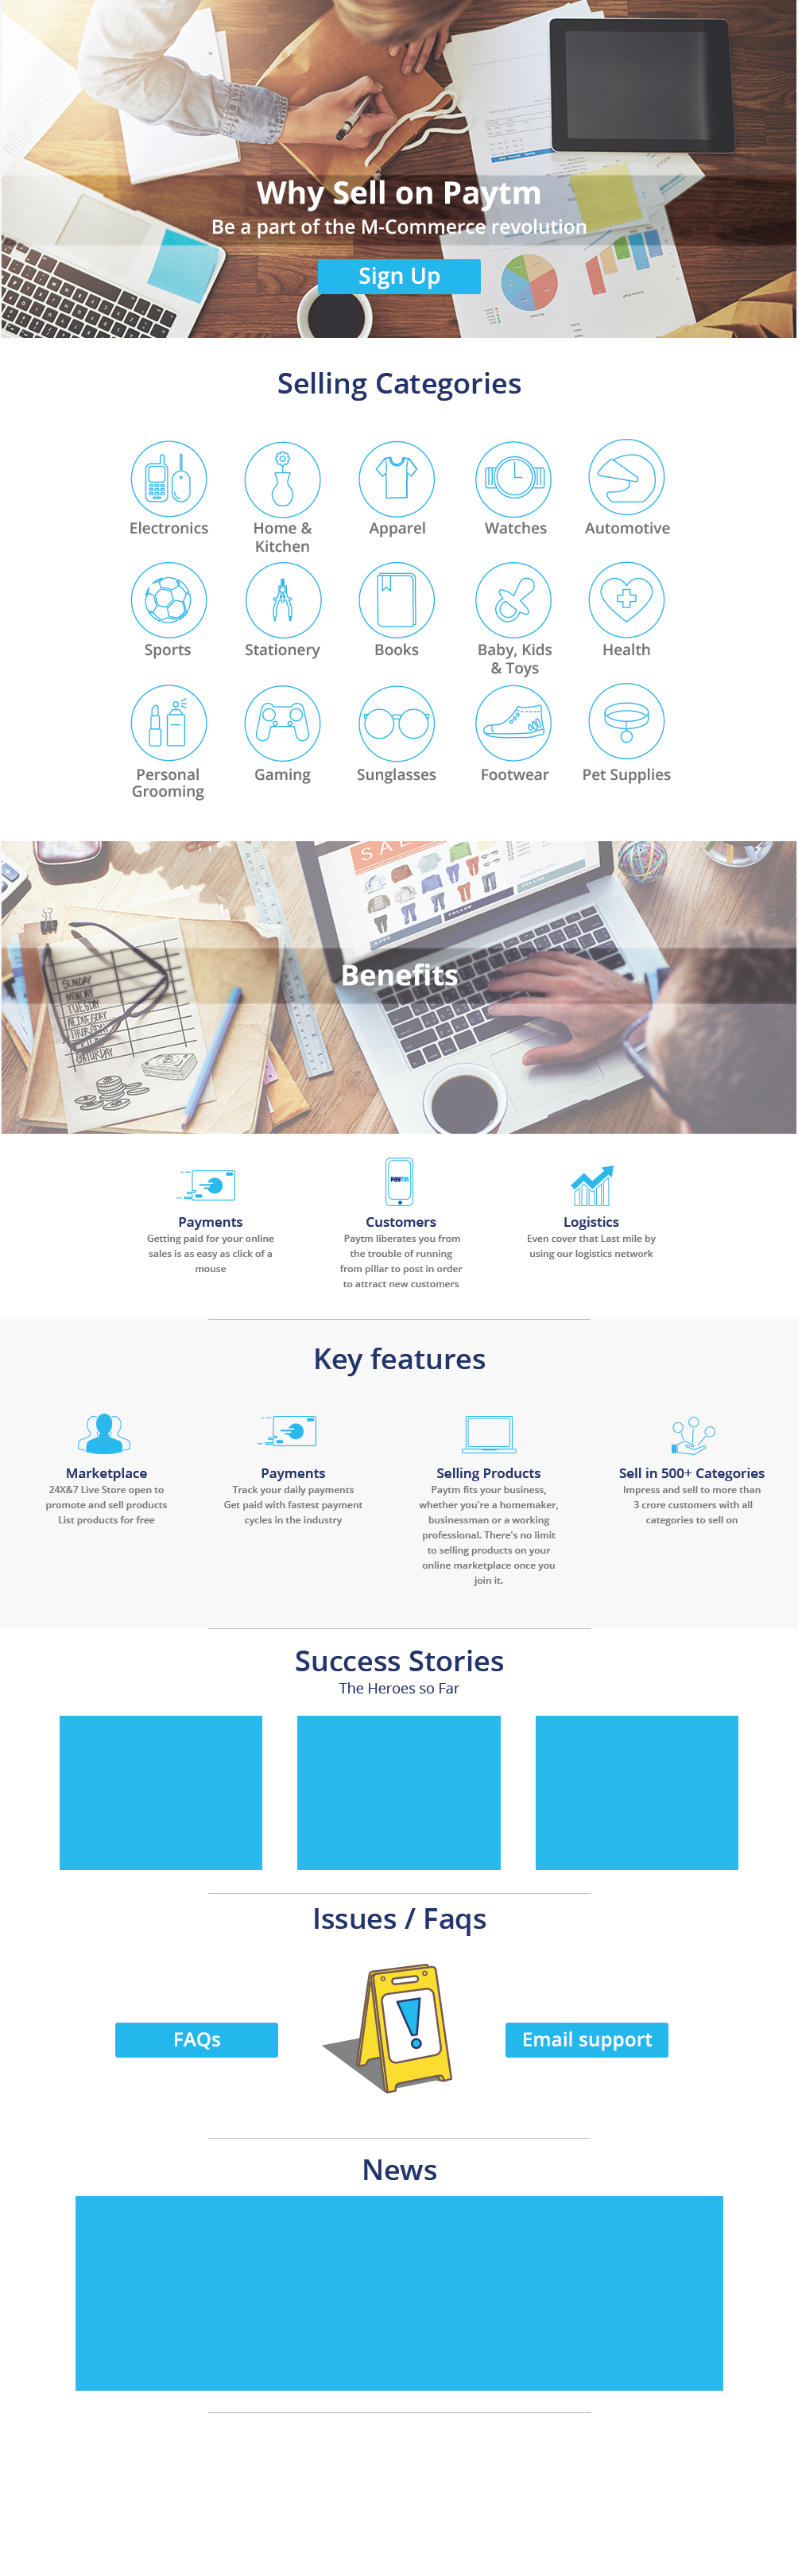 Why Sell on Paytm
Be a part of the M-Commerce revolution
Sign Up
Selling Categories
Electronics
Home &
Kitchen
Apparel
Watches
Automotive
Sports
Stationery
Books
Baby, Kids
& Toys
Health
Personal
Grooming
Gaming
Sunglasses
Footwear
Pet Supplies
SALE
FOLLOW
FOLLOW
Benefits
SUNDAY
MONDAY
TUESDAY
WEDNESDAY
THURSDAY
SATURDAY
Paytm
Payments
Getting paid for your online
sales is as easy as click of a
mouse
Customers
Paytm liberates you from
the trouble of running
from pillar to post in order
to attract new customers
Logistics
Even cover that Last mile by
using our logistics network
Key features
Marketplace
24X&7 Live Store open to
promote and sell products
List products for free
Payments
Track your daily payments
Get paid with fastest payment
cycles in the industry
Selling Products
Paytm fits your business,
whether you're a homemaker,
businessman or a working
professional. There's no limit
to selling products on your
online marketplace once you
join it.
Sell in 500+ Categories
Impress and sell to more than
3 crore customers with all
categories to sell on
Success Stories
The Heroes so Far
Issues / Faqs
FAQs
Email support
News